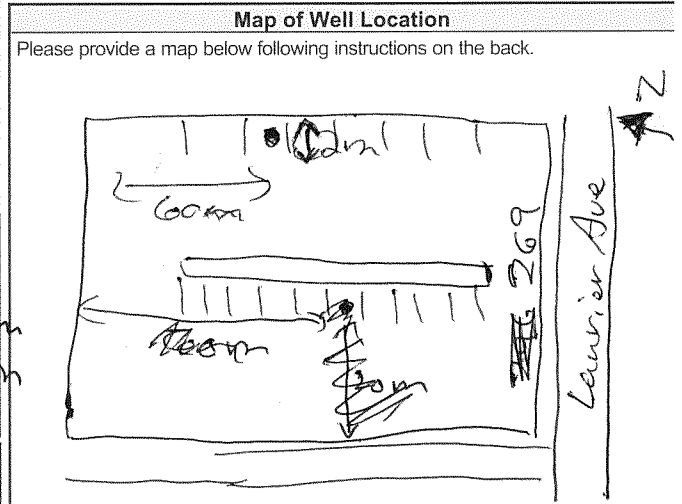 Map of Well Location
Please provide a map below following instructions on the back.
N
2m
60m
269
Laurier Ave
30m